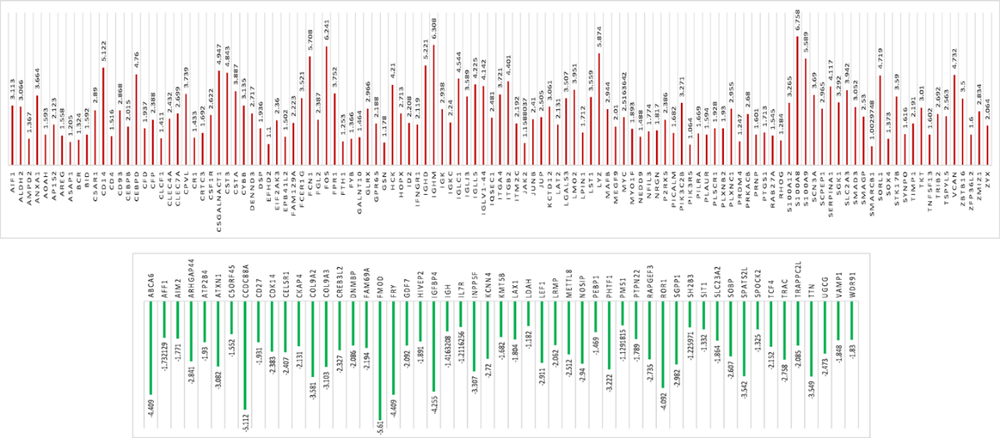 3.113 3.066 1.367 3.664 1.593 2.123 1.558 1.205 1.324 1.592 2.89 5.122 1.516 2.868 2.015 4.76 1.937 2.388 1.411 2.432 2.699 3.739 1.433 1.692 2.622 4.947 4.843 3.887 3.135 2.717 1.936 1.1 2.36 1.502 2.223 3.521 5.708 2.387 6.241 3.752 1.253 1.366 1.464 2.966 2.188 1.178 4.21 2.713 2.208 2.119 5.221 6.308 2.938 2.24 4.544 3.589 4.225 4.142 2.481 3.721 4.401 2.192 1.1588037 2.41 2.505 3.061 2.131 3.507 3.951 1.712 3.559 5.874 2.944 2.01 2.5163642 1.893 1.488 1.774 1.817 2.386 1.682 3.271 1.064 1.669 1.594 1.928 1.93 2.955 1.247 2.68 1.601 1.713 1.545 1.284 3.265 6.758 5.589 3.69 2.965 4.117 3.292 3.942 3.052 2.53 1.0029748 4.719 1.373 3.59 1.616 2.191 3.01 1.602 2.692 2.563 4.732 3.5 1.6 2.834 2.064
AIF1 ALDH2 AMPD2 ANXA1 AOAH AP1S2 AREG ASAP1 BID C5AR1 CD14 CD4 CD93 CEBPB CEBPD CFD CFP CLCF1 CLEC4A CLEC7A CPVL CR1 CRTC3 CSF1R CSGALNACT1 CST3 CSTA CYBB DENND3 EFHD2 EIF2AK3 EPB41L2 FAM129A FCER1G FCN1 FGL2 FOS FPR1 FTH1 FYB GALNT10 GLRX GPR65 GSN HCK HOPX ID2 IFNGR1 IGHD IGHM IGK IGKC IGLC1 IGLJ3 IGLL5 IGLV1-44 IQSEC1 ITGA4 ITGB2 ITM2C JAK2 JUNB JUP KCTD12 LAT2 LGALS3 LMO2 LPIN1 LST1 LYZ MAFB MEGF9 MYC MYO1F NEDD9 NFIL3 NRGN P2RX5 PICALM PIK3C2B PIK3R5 PILRA PLAUR PLSCR1 PLXNB2 PLXNC1 PRDM14 PRKACB PRNP PTGS1 RAB27A RHOG S100A12 S100A8 S100A9 SCN3A SCPEP1 SERPINA1 SGK1 SLC2A3 SMAD3 SMAGP SMARCB1 SORL1 SOX4 STK17B SYNPO TIMP1 TKT TNFSF13 TRIB2 TSPYL5 VCAN ZBTB16 ZFP36L2 ZMIZ1 ZYX
ABCA6 AFF1 AIM2 ARHGAP44 ATP2B4 ATXN1 C5ORF45 CCDC88A CD27 CDK14 CELSR1 CKAP4 COL9A2 COL9A3 CREB3L2 DNMBP FAM69A FMOD FRY GDF7 HIVEP2 IGFBP4 IGH IL7R INPP5F KCNN4 KMT5B LAX1 LDAH LEF1 LRMP METTL8 NOSIP PEBP1 PHTF1 PMS1 PTPN22 RAPGEF3 ROR1 SGPP1 SH2B3 SIT1 SLC23A2 SOBP SPATS2L SPOCK2 TCF4 TRAC TRAPPC2L TTN UGCG VAMP1 WDR91
-4.409 -1.732129 -1.771 -2.841 -1.93 -3.082 -1.552 -5.112 -1.931 -2.383 -2.407 -2.131 -3.581 -3.103 -2.327 -2.086 -2.194 -5.61 -4.409 -2.092 -1.891 -4.255 -1.4163208 -1.2116256 -3.307 -2.72 -1.682 -1.804 -1.182 -2.911 -2.062 -2.512 -2.94 -1.469 -3.222 -1.1291815 -1.789 -2.735 -4.092 -2.982 -1.225971 -1.332 -1.864 -2.607 -3.542 -1.325 -2.152 -2.758 -2.085 -3.549 -2.473 -1.848 -1.83